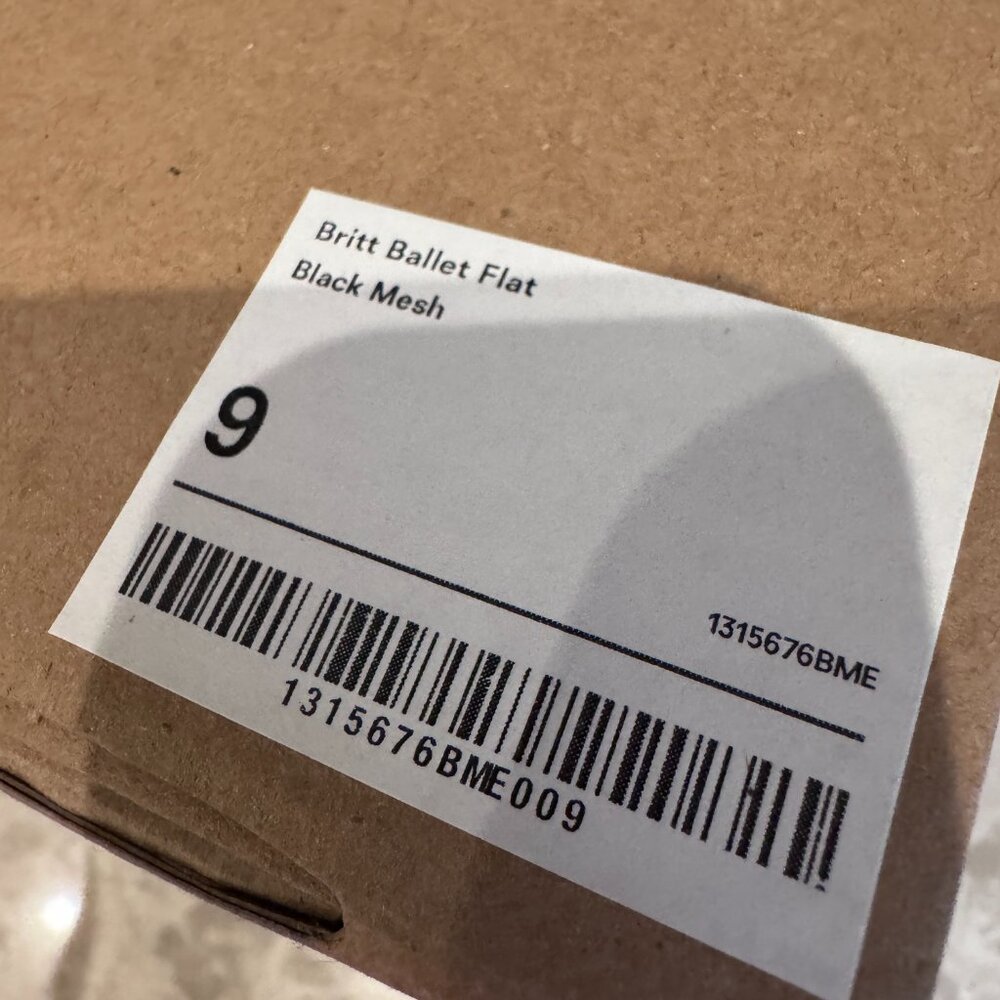 Britt Ballet Flat
Black Mesh
9
1315676BME
1315676BME009